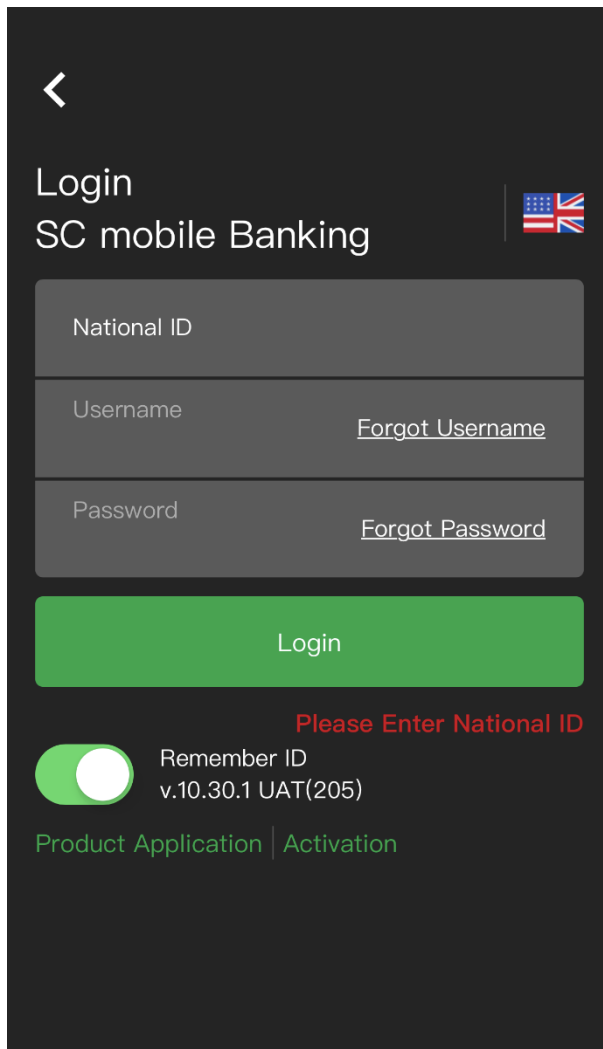 Login
SC mobile Banking
National ID
Username
Forgot Username
Password
Forgot Password
Login
Please Enter National ID
Remember ID
v.10.30.1 UAT(205)
Product Application Activation